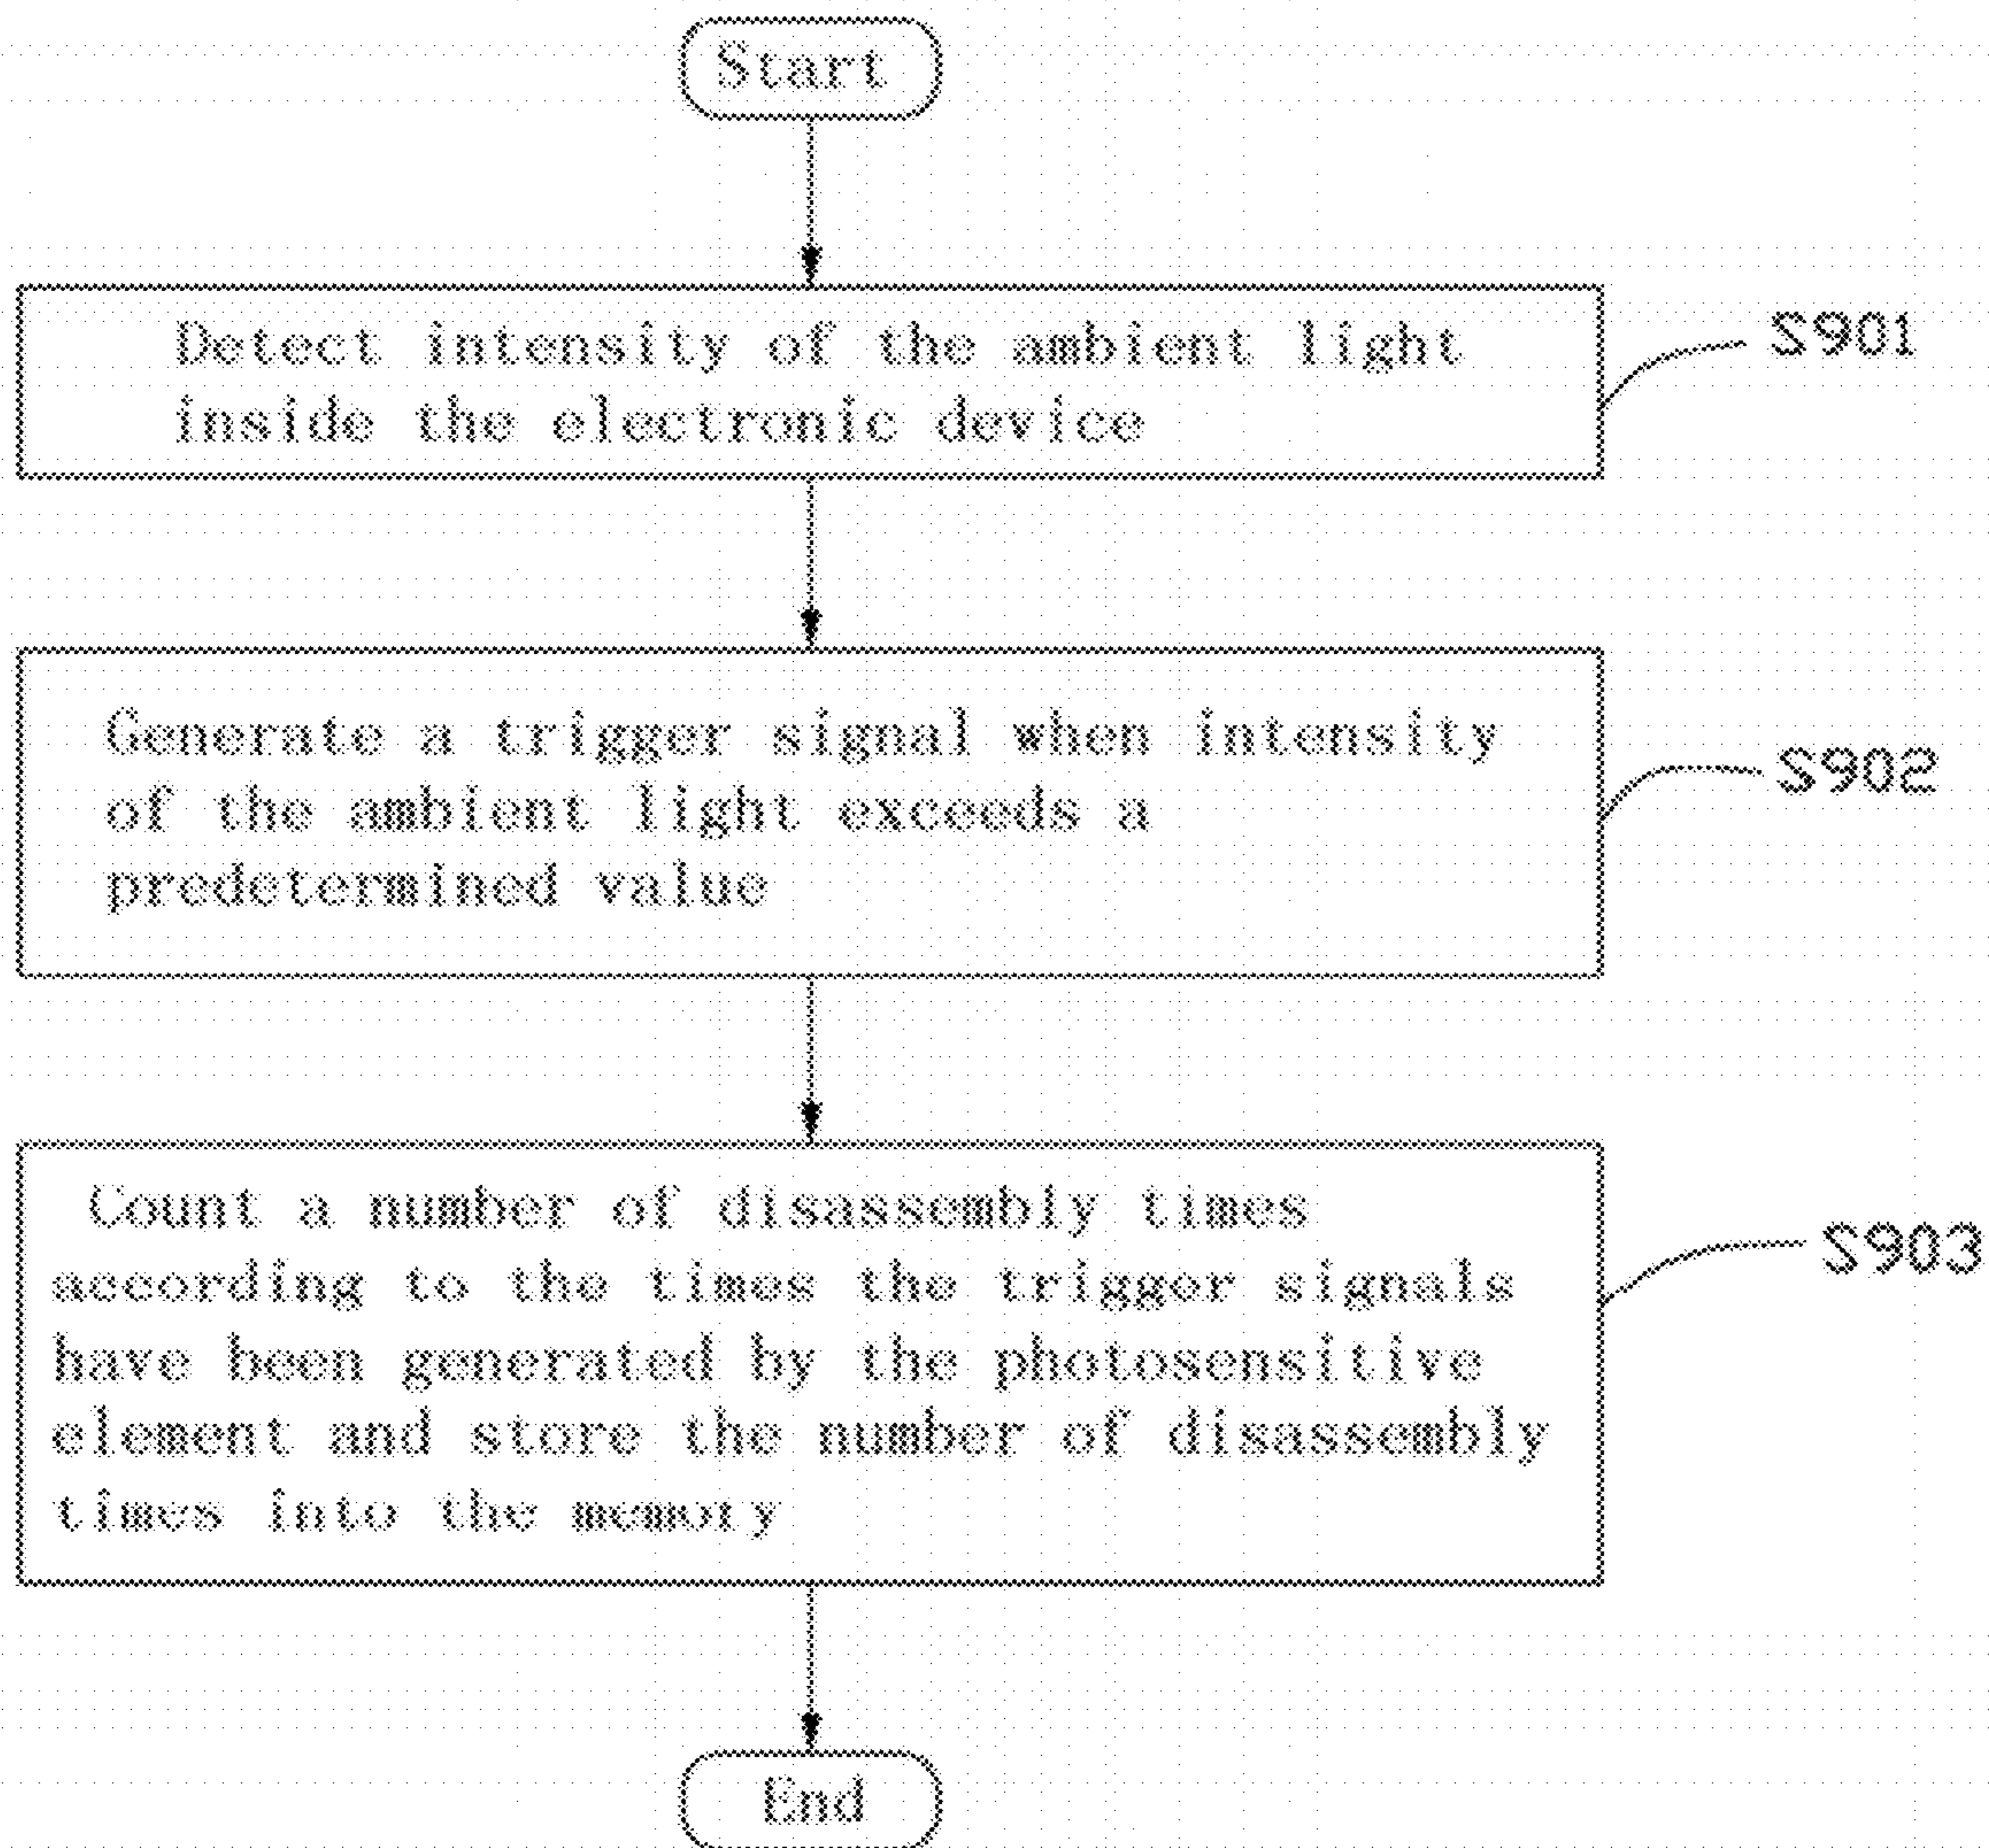 Start
Detect intensity of the ambient light
inside the electronic device
S901
Generate a trigger signal when intensity
of the ambient light exceeds a
predetermined value
S902
Count a number of disassembly times
according to the times the trigger signals
have been generated by the photosensitive
element and store the number of disassembly
times into the memory
S903
End